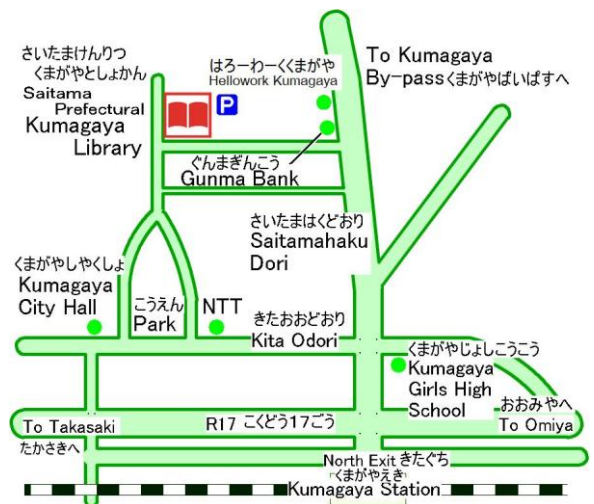 さいたまけんりつ
くまがやとしょかん
Saitama
Prefectural
Kumagaya
Library
P
はろーわーくくまがや
Hellowork Kumagaya
To Kumagaya
By-passくまがやばいぱすへ
ぐんまぎんこう
Gunma Bank
さいたまはくどおり
Saitamahaku
Dori
くまがやしやくしょ
Kumagaya
City Hall
こうえん
Park
NTT
きたおおどおり
Kita Odori
くまがやじょしこうこう
Kumagaya
Girls High
School
おおみやへ
To Omiya
To Takasaki
たかさきへ
R17 こくどう17ごう
North Exit きたぐち
くまがやえき
Kumagaya Station